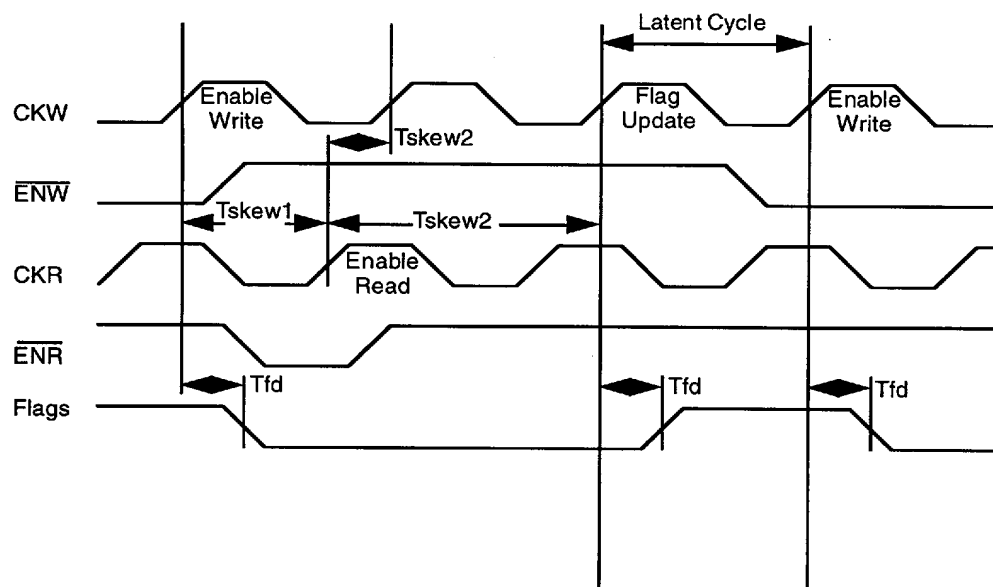 Latent Cycle
CKW
Enable
Write
Flag
Update
Enable
Write
Tskew2
ENW
Tskew1
Tskew2
CKR
Enable
Read
ENR
Tfd
Tfd
Tfd
Flags